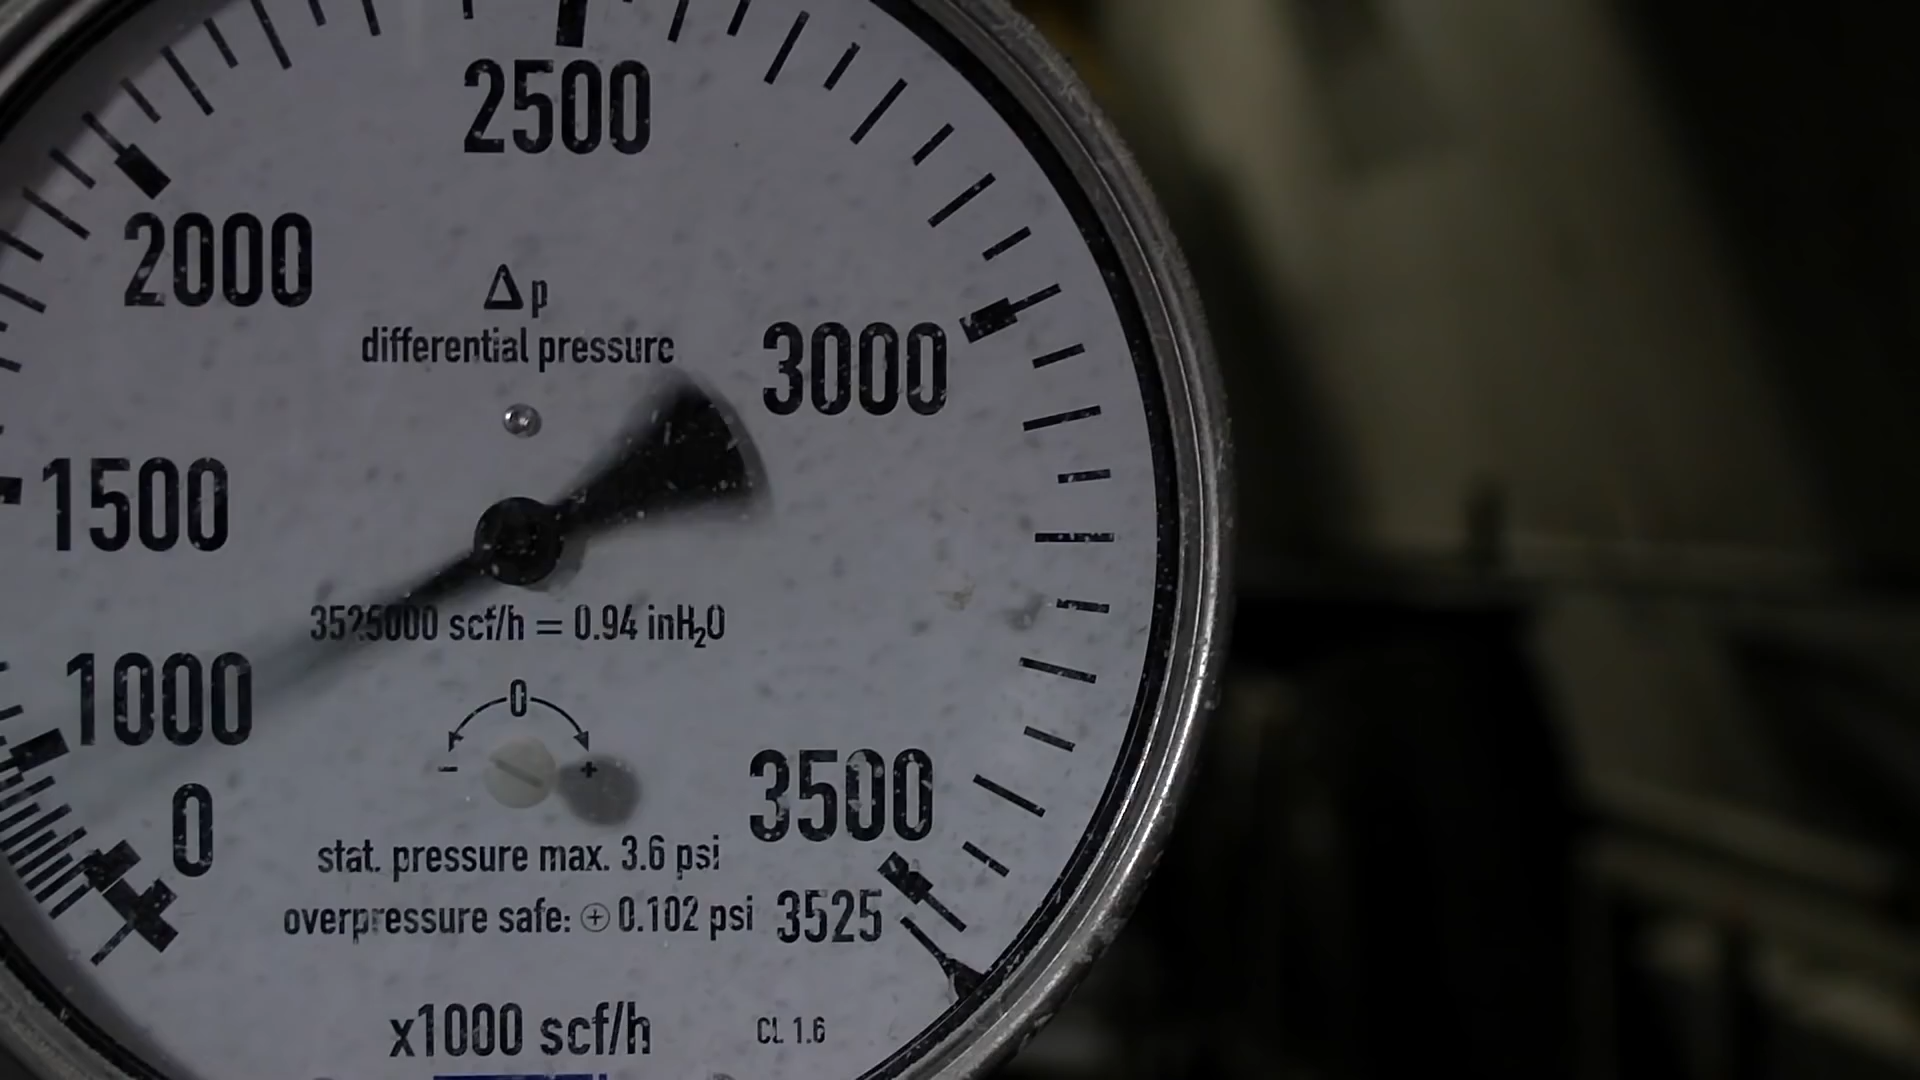 2500
2000
Δp
differential pressure
3000
1500
3525000 scf/h = 0.94 inH₂O
1000
0
- +
3500
0
stat. pressure max. 3.6 psi
overpressure safe: ⊕ 0.102 psi
3525
x1000 scf/h
CL 1.6